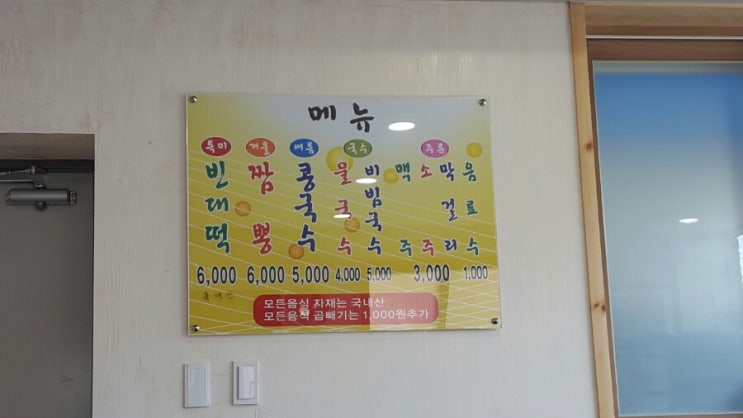 메뉴
특미 겨울 여름 국수 주류
빈대떡 짬뽕 콩국수 물국수 비빔국수 맥주 소주 막걸리 음료수
6,000 6,000 5,000 4,000 5,000 3,000 1,000
국내산
모든음식 자재는 국내산
모든음식 곱빼기는 1,000원추가